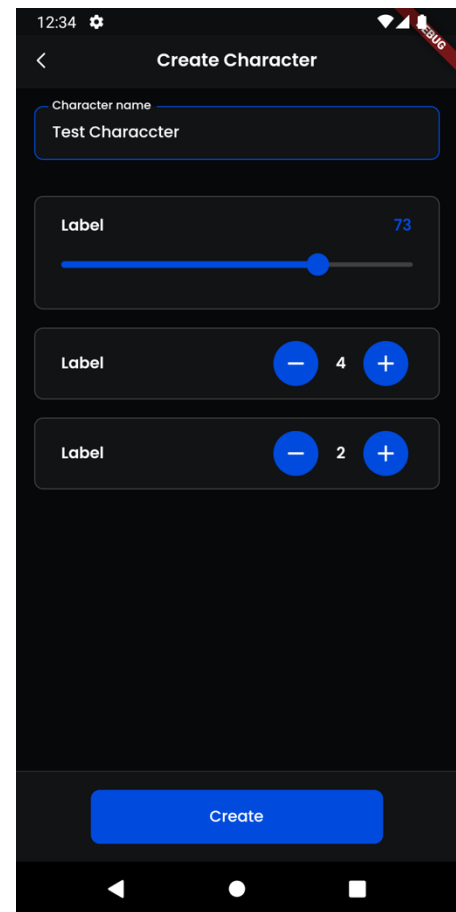 12:34
DEBUG
Create Character
Character name
Test Characcter
Label 73
Label 4
Label 2
Create